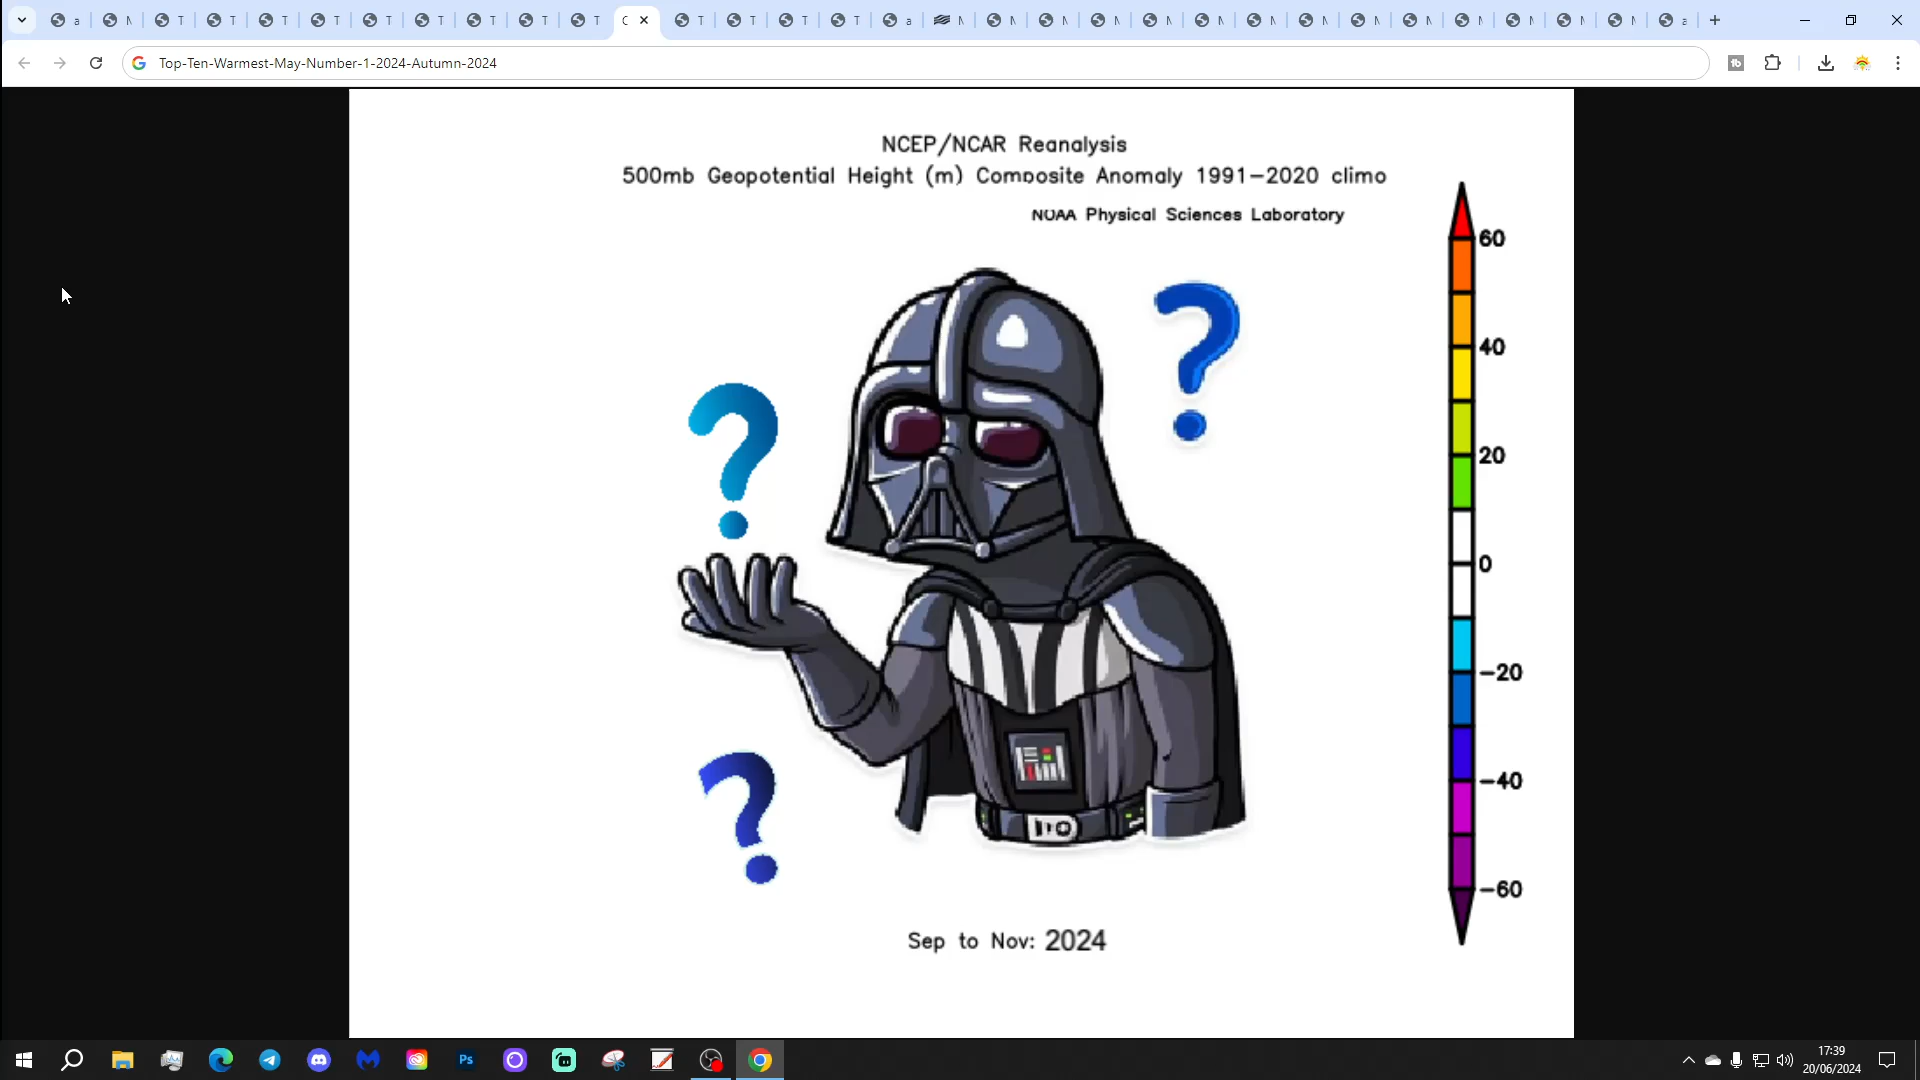 a
N
T
T
T
T
T
T
T
T
T
T
T
T
T
T
a
Top-Ten-Warmest-May-Number-1-2024-Autumn-2024
NCEP/NCAR Reanalysis
500mb Geopotential Height (m) Composite Anomaly 1991-2020 climo
NOAA Physical Sciences Laboratory
60
40
20
0
-20
-40
-60
Sep to Nov: 2024
Ps
17:39
20/06/2024